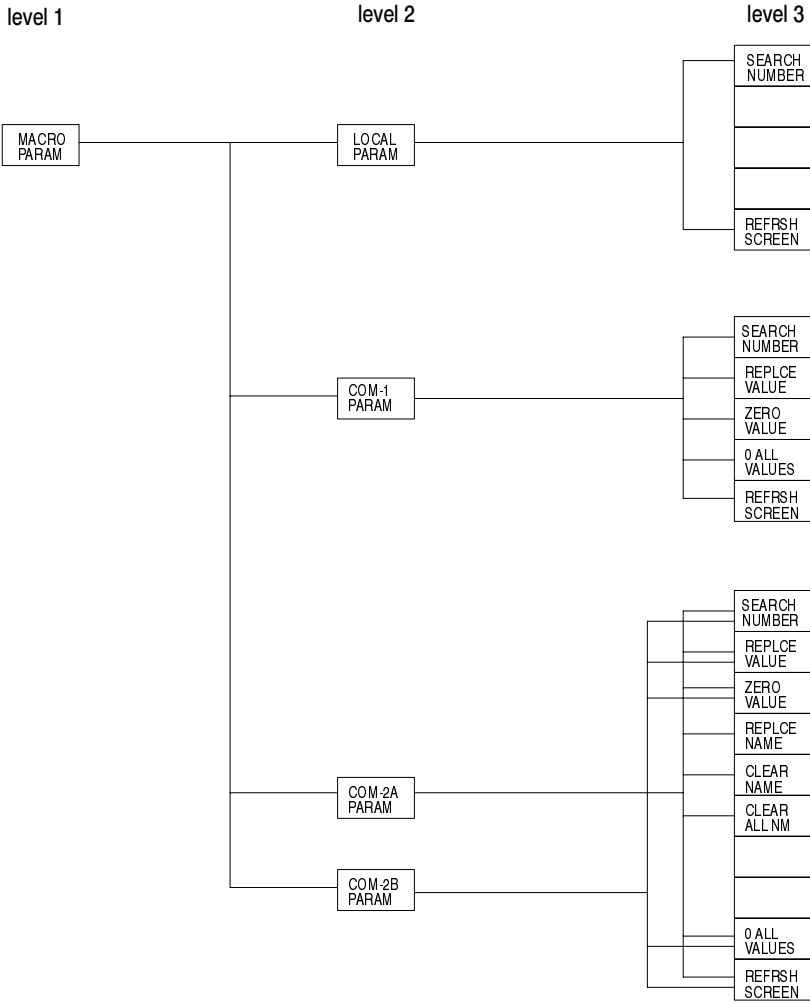 level 1
level 2
level 3
MACRO
PARAM
LOCAL
PARAM
SEARCH
NUMBER
REFRSH
SCREEN
COM-1
PARAM
SEARCH
NUMBER
REPLCE
VALUE
ZERO
VALUE
0 ALL
VALUES
REFRSH
SCREEN
COM-2A
PARAM
COM-2B
PARAM
SEARCH
NUMBER
REPLCE
VALUE
ZERO
VALUE
REPLCE
NAME
CLEAR
NAME
CLEAR
ALL NM
0 ALL
VALUES
REFRSH
SCREEN